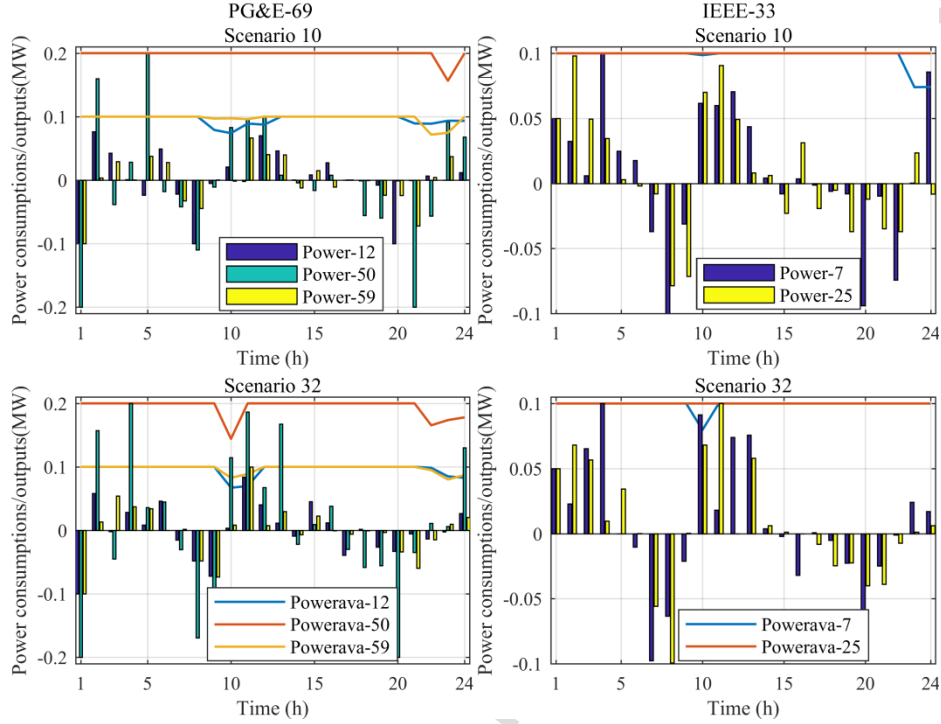 PG&E-69
IEEE-33
Scenario 10
Scenario 10
Power consumptions/outputs(MW)
0.2
0.1
0
-0.1
-0.2
Power-12
Power-50
Power-59
1 5 10 15 20 24
Time (h)
Power consumptions/outputs(MW)
0.1
0.05
0
-0.05
-0.1
Power-7
Power-25
1 5 10 15 20 24
Time (h)
Scenario 32
Scenario 32
Power consumptions/outputs(MW)
0.2
0.1
0
-0.1
-0.2
Powerava-12
Powerava-50
Powerava-59
1 5 10 15 20 24
Time (h)
Power consumptions/outputs(MW)
0.1
0.05
0
-0.05
-0.1
Powerava-7
Powerava-25
1 5 10 15 20 24
Time (h)